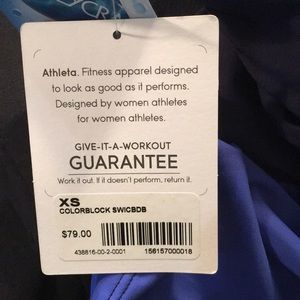 LYCR
Athleta. Fitness apparel designed
to look as good as it performs.
Designed by women athletes
for women athletes.
GIVE-IT-A-WORKOUT
GUARANTEE
Work it out. If it doesn't perform, return it.
XS
COLORBLOCK SWICBDB
$79.00
438816-00-2-0001 156157000018